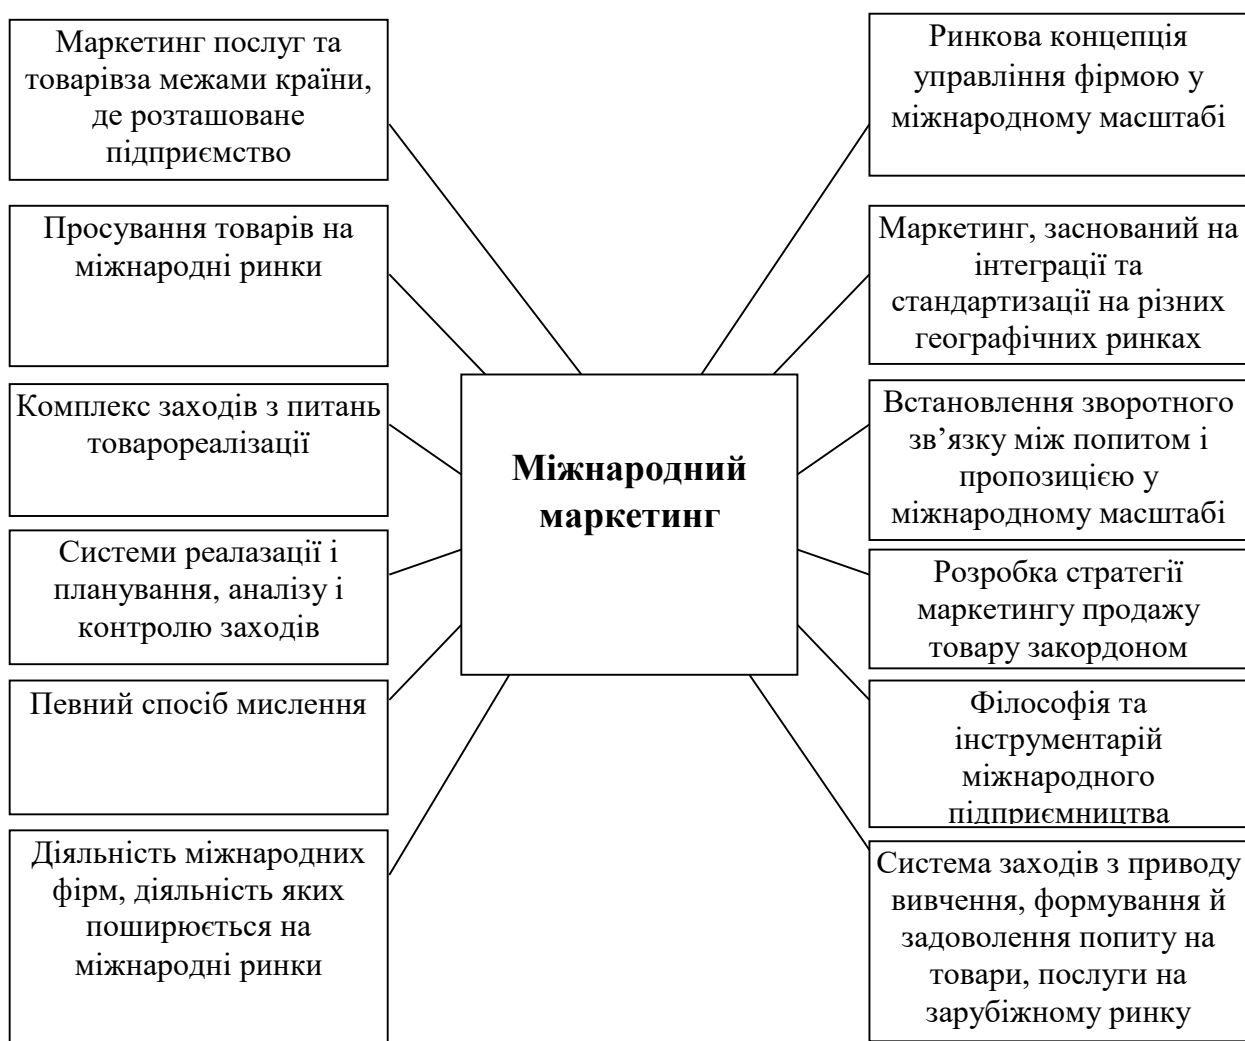 Маркетинг послуг та
товарівза межами країни,
де розташоване
підприємство
Просування товарів на
міжнародні ринки
Комплекс заходів з питань
товарореалізації
Системи реалазації і
планування, аналізу і
контролю заходів
Певний спосіб мислення
Діяльність міжнародних
фірм, діяльність яких
поширюється на
міжнародні ринки
Міжнародний
маркетинг
Ринкова концепція
управління фірмою у
міжнародному масштабі
Маркетинг, заснований на
інтеграції та
стандартизації на різних
географічних ринках
Встановлення зворотного
зв’язку між попитом і
пропозицією у
міжнародному масштабі
Розробка стратегії
маркетингу продажу
товару закордоном
Філософія та
інструментарій
міжнародного
підприємництва
Система заходів з приводу
вивчення, формування й
задоволення попиту на
товари, послуги на
зарубіжному ринку